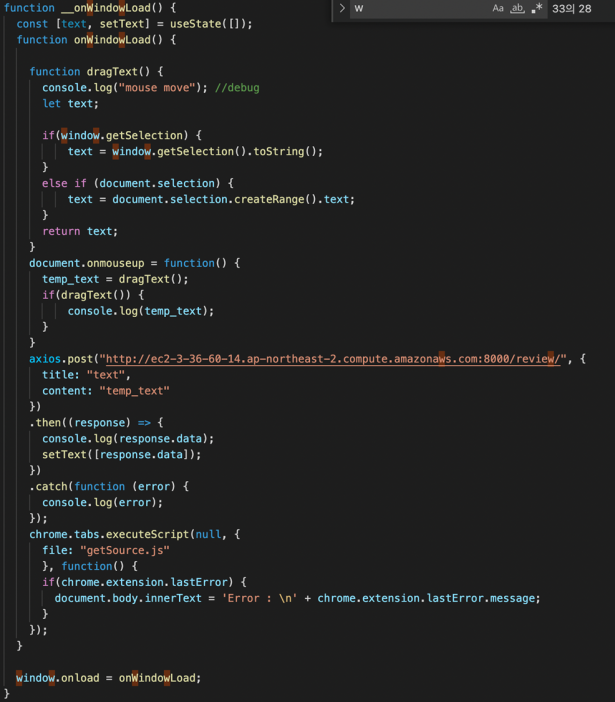 function __onWindowLoad() {
w Aa ab .* 33의 28
const [text, setText] = useState([]);
function onWindowLoad() {
function dragText() {
console.log("mouse move"); //debug
let text;
if(window.getSelection) {
text = window.getSelection().toString();
}
else if (document.selection) {
text = document.selection.createRange().text;
}
return text;
}
document.onmouseup = function() {
temp_text = dragText();
if(dragText()) {
console.log(temp_text);
}
}
axios.post("http://ec2-3-36-60-14.ap-northeast-2.compute.amazonaws.com:8000/review/", {
title: "text",
content: "temp_text"
})
.then((response) => {
console.log(response.data);
setText([response.data]);
})
.catch(function (error) {
console.log(error);
});
chrome.tabs.executeScript(null, {
file: "getSource.js"
}, function() {
if(chrome.extension.lastError) {
document.body.innerText = 'Error : \n' + chrome.extension.lastError.message;
}
});
}
window.onload = onWindowLoad;
}